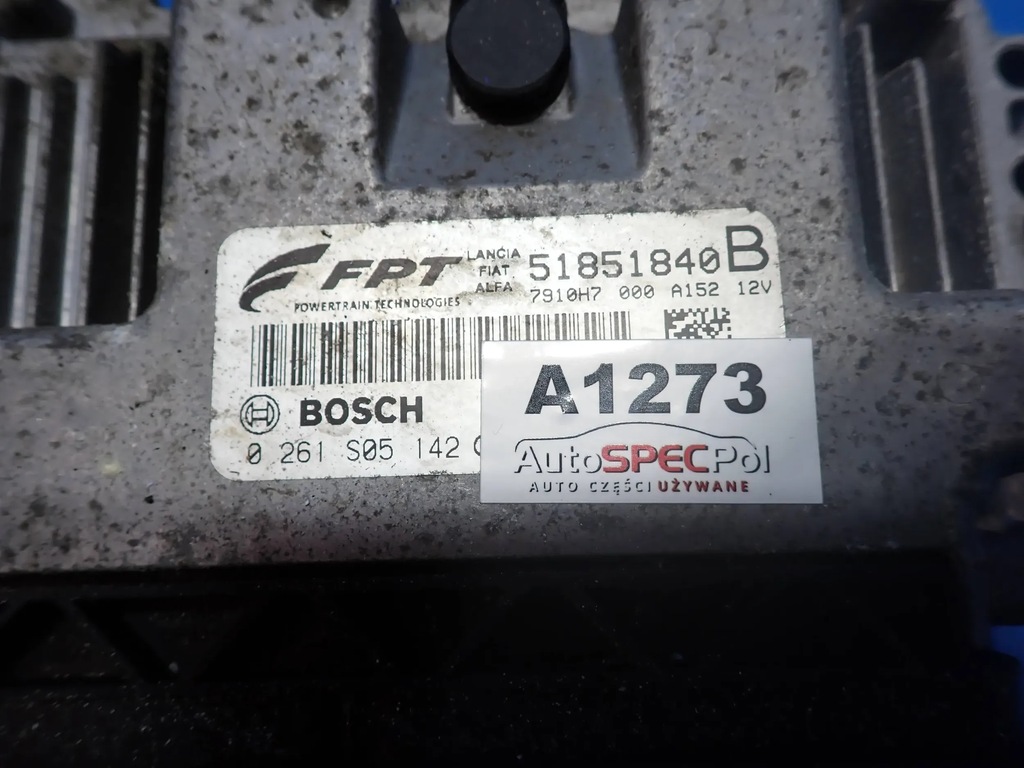 FPT
POWERTRAIN TECHNOLOGIES
LANCIA
FIAT
ALFA
51851840 B
7910H7 000 A152 12V
BOSCH
0 261 S05 142
A1273
AutoSPECPol
AUTO CZĘŚCI UŻYWANE